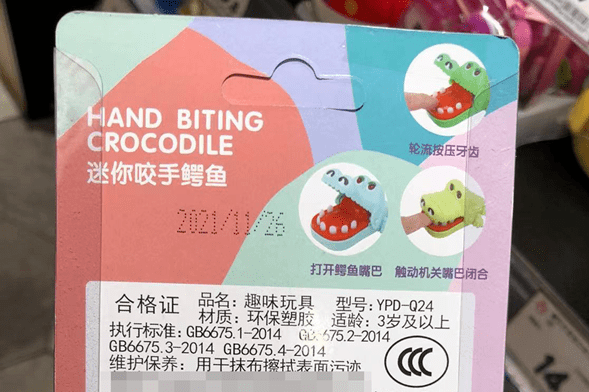 HAND BITING
CROCODILE
迷你咬手鳄鱼
轮流按压牙齿
2021/11/26
打开鳄鱼嘴巴
触动机关嘴巴闭合
合格证
品名：趣味玩具 型号：YPD-Q24
材质：环保塑胶 适龄：3岁及以上
执行标准：GB6675.1-2014 GB6675.2-2014
GB6675.3-2014 GB6675.4-2014
维护保养：用干抹布擦拭表面污迹
CCC
14